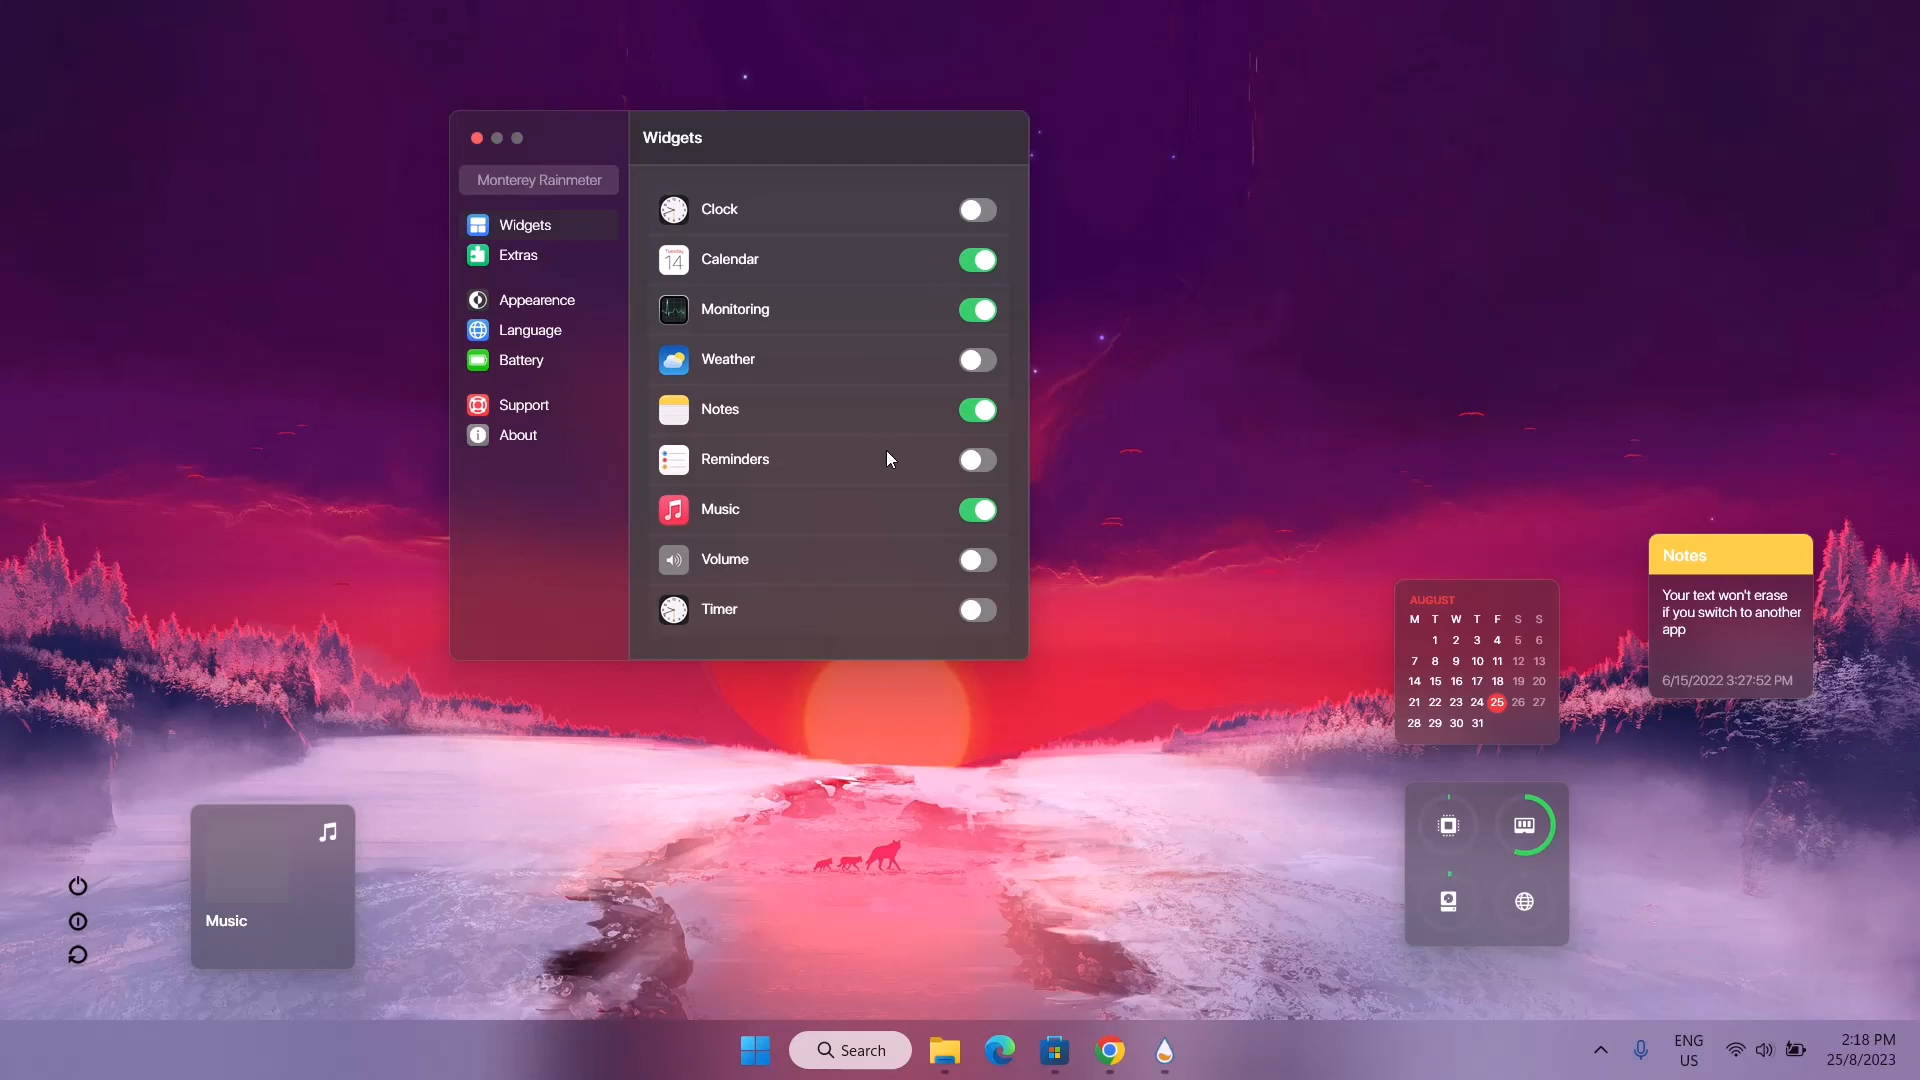 Widgets
Monterey Rainmeter
Widgets
Extras
Appearence
Language
Battery
Support
About
Clock
Tuesday
14
Calendar
Monitoring
Weather
Notes
Reminders
Music
Volume
Timer
Notes
Your text won't erase
if you switch to another
app
6/15/2022 3:27:52 PM
AUGUST
M T W T F S S
1 2 3 4 5 6
7 8 9 10 11 12 13
14 15 16 17 18 19 20
21 22 23 24 25 26 27
28 29 30 31
Music
Search
ENG
US
2:18 PM
25/8/2023